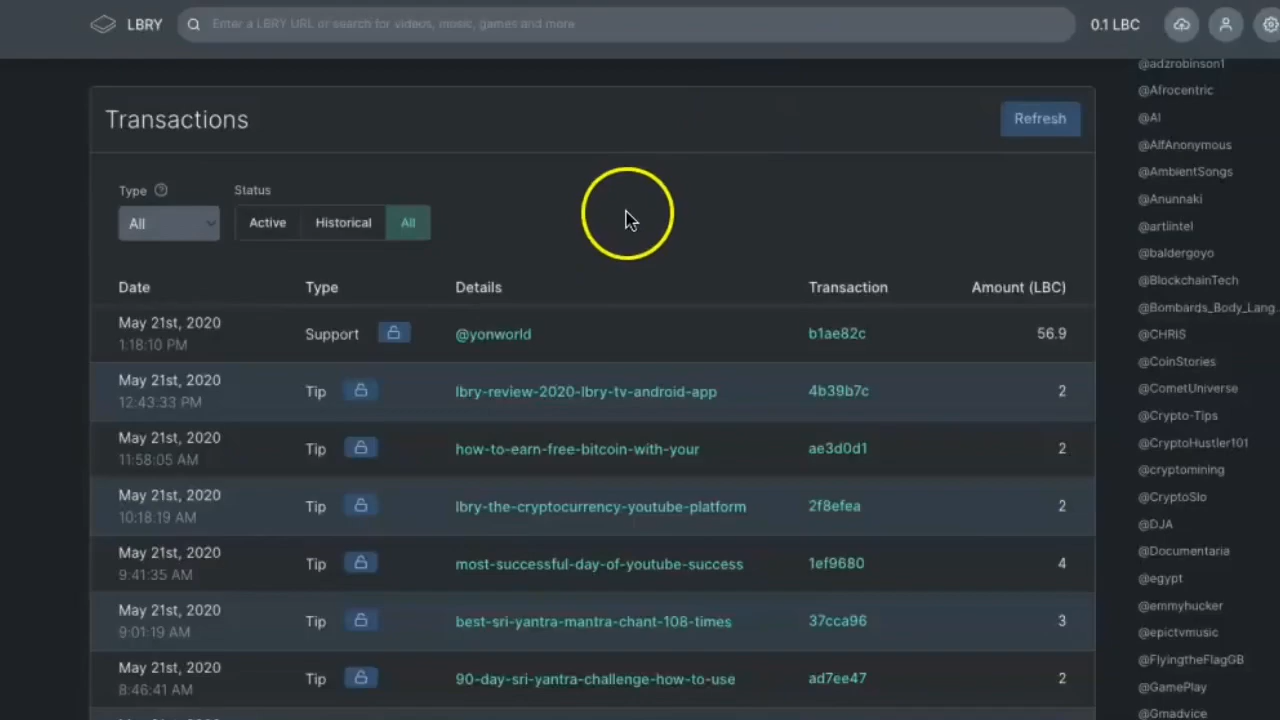 LBRY
Enter a LBRY URL or search for videos, music, games and more
0.1 LBC
Transactions
Refresh
Type
Status
All
Active
Historical
All
Date Type Details Transaction Amount (LBC)
May 21st, 2020
1:18:10 PM
Support
@yonworld
b1ae82c
56.9
May 21st, 2020
12:43:33 PM
Tip
lbry-review-2020-lbry-tv-android-app
4b39b7c
2
May 21st, 2020
11:58:05 AM
Tip
how-to-earn-free-bitcoin-with-your
ae3d0d1
2
May 21st, 2020
10:18:19 AM
Tip
lbry-the-cryptocurrency-youtube-platform
2f8efea
2
May 21st, 2020
9:41:35 AM
Tip
most-successful-day-of-youtube-success
1ef9680
4
May 21st, 2020
9:01:19 AM
Tip
best-sri-yantra-mantra-chant-108-times
37cca96
3
May 21st, 2020
8:46:41 AM
Tip
90-day-sri-yantra-challenge-how-to-use
ad7ee47
2
@adzrobinson1
@Afrocentric
@AI
@AlfAnonymous
@AmbientSongs
@Anunnaki
@artiintel
@baldergoyo
@BlockchainTech
@Bombards_Body_Lang
@CHRIS
@CoinStories
@CometUniverse
@Crypto-Tips
@CryptoHustler101
@cryptomining
@CryptoSlo
@DJA
@Documentaria
@egypt
@emmyhucker
@epictvmusic
@FlyingtheFlagGB
@GamePlay
@Gmadvice